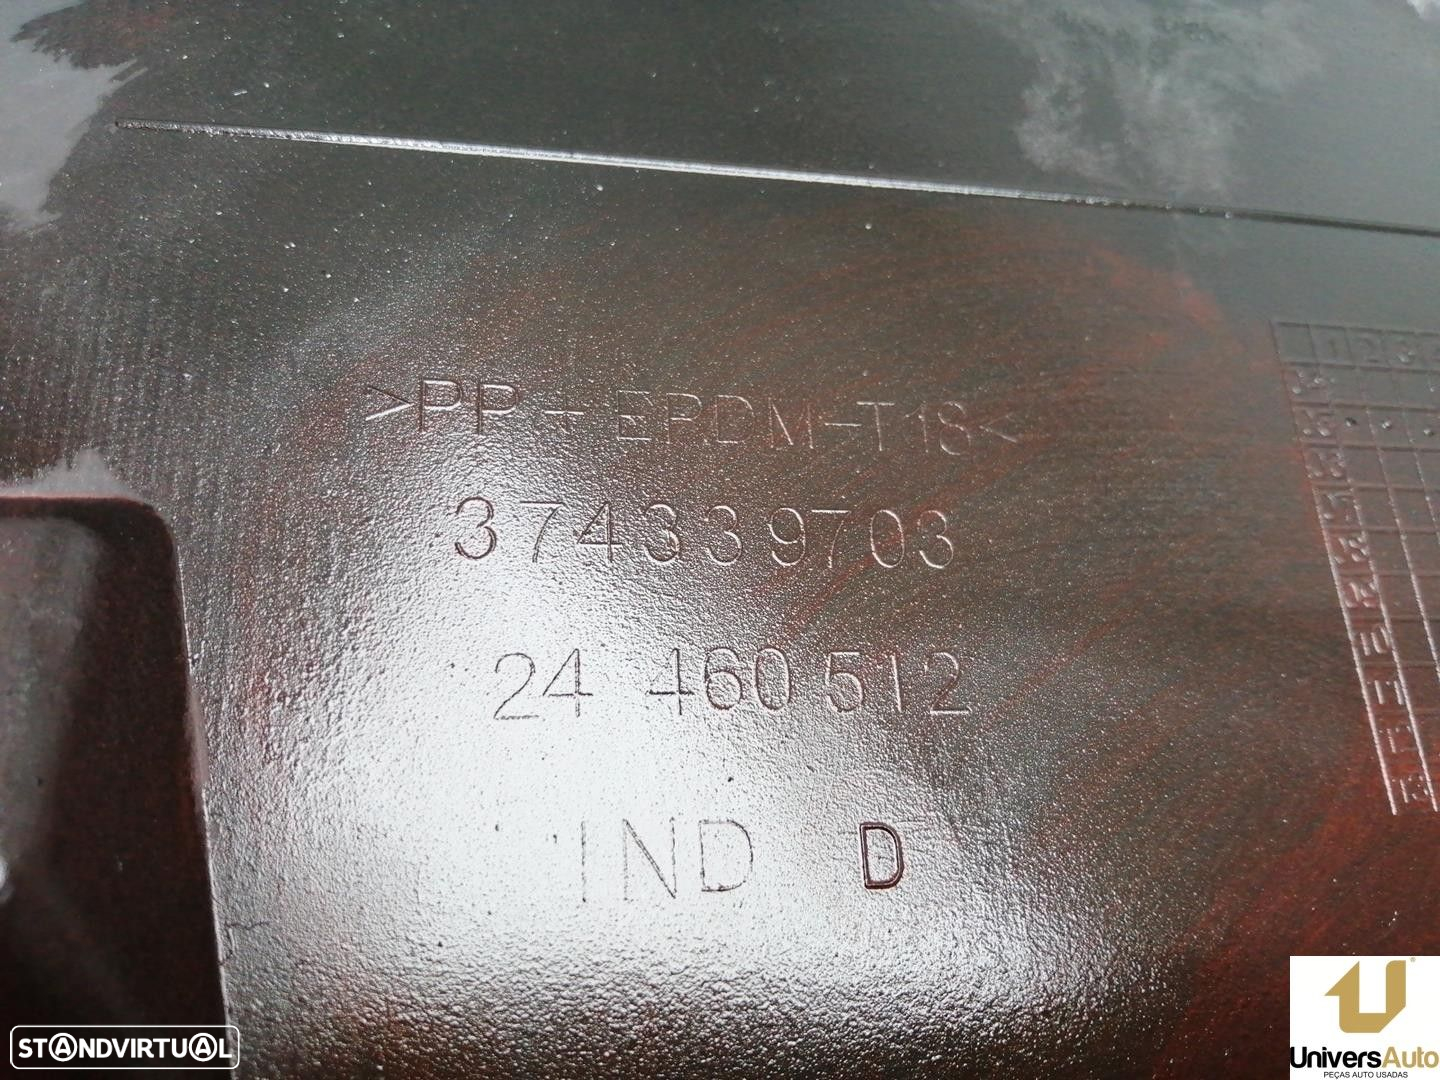 >PP+EPDM-T18<
374339703
24 460 512
IND D
STANDVIRTUAL
UniversAuto
PEÇAS AUTO USADAS